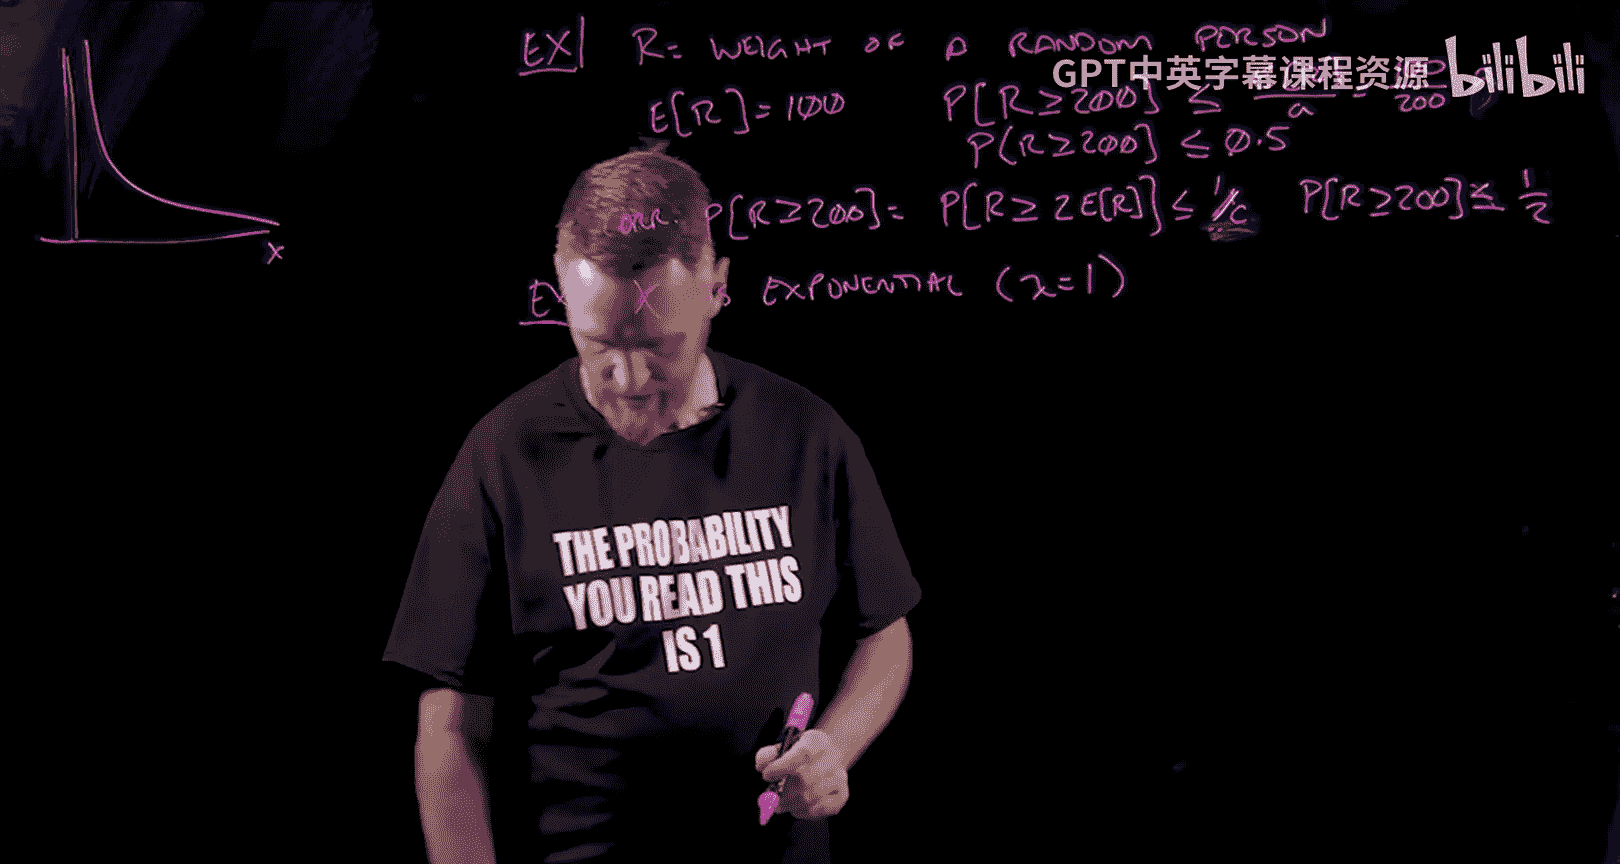 EX| R= WEIGHT OF A RANDOM PERSON
GPT中英字幕课程资源 bilibili
E[R]=100 P[R≥200] ≤ a 200
P(R≥200] ≤ 0.5
P[R≥200]= P[R≥ 2E[R]] ≤ 1/c P[R≥200]≤ 1/2
X EXPONENTIAL (λ=1)
x
THE PROBABILITY
YOU READ THIS
IS 1